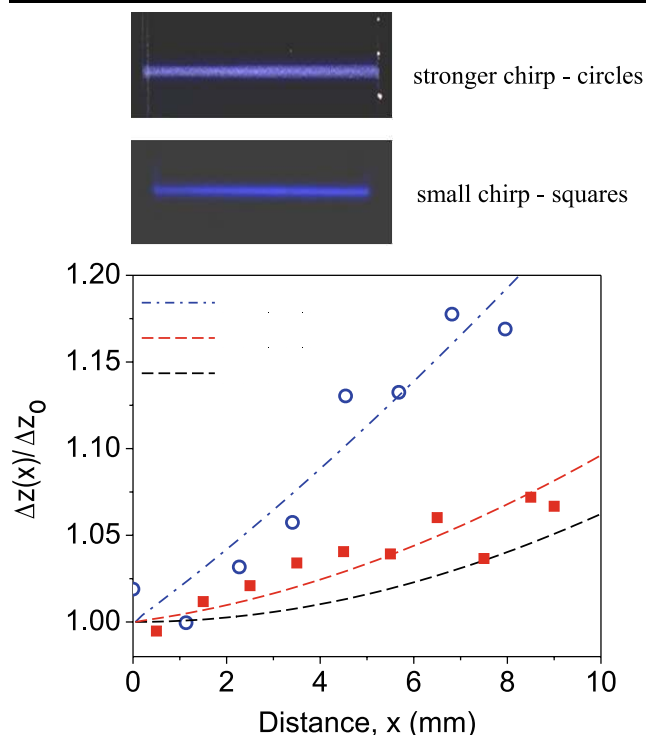 stronger chirp - circles
small chirp - squares
1.20
1.15
1.10
1.05
1.00
Δz(x)/Δz₀
0 2 4 6 8 10
Distance, x (mm)